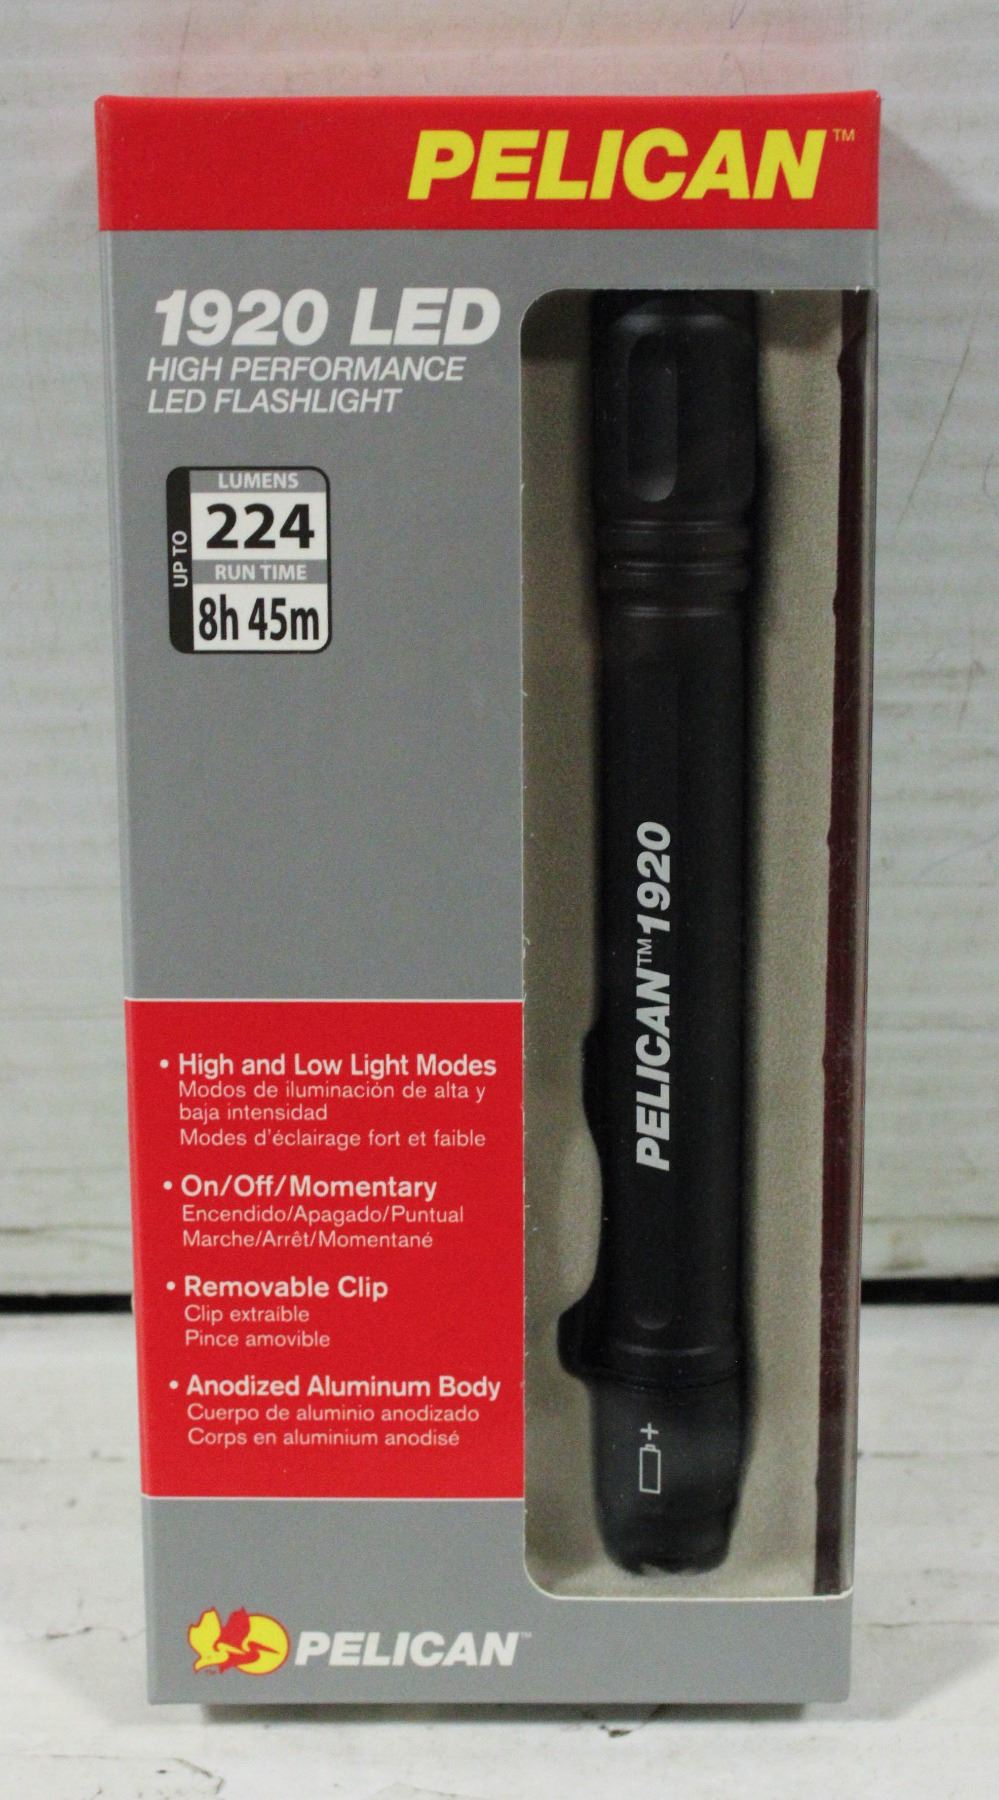 PELICAN™
1920 LED
HIGH PERFORMANCE
LED FLASHLIGHT
UP TO
LUMENS
224
RUN TIME
8h 45m
PELICAN™1920
• High and Low Light Modes
Modos de iluminación de alta y
baja intensidad
Modes d'éclairage fort et faible
• On/Off/Momentary
Encendido/Apagado/Puntual
Marche/Arrêt/Momentané
• Removable Clip
Clip extraíble
Pince amovible
• Anodized Aluminum Body
Cuerpo de aluminio anodizado
Corps en aluminium anodisé
+
PELICAN™